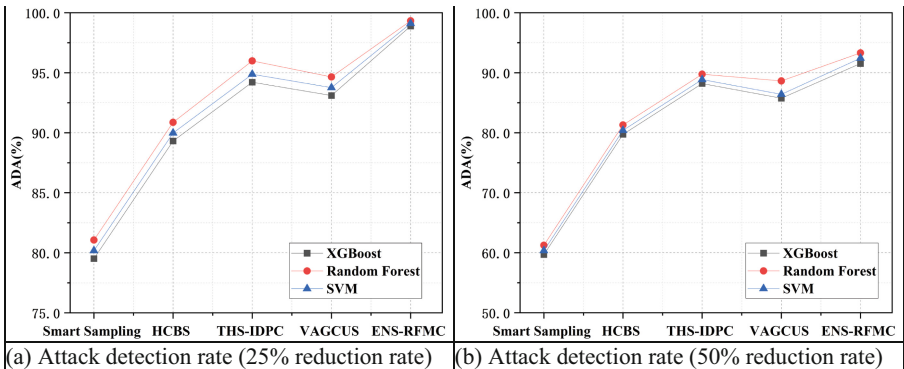 100. 0
95. 0
90. 0
85. 0
80. 0
75. 0
ADA(%)
XGBoost
Random Forest
SVM
Smart Sampling HCBS THS-IDPC VAGCUS ENS-RFMC
(a) Attack detection rate (25% reduction rate)
100. 0
90. 0
80. 0
70. 0
60. 0
50. 0
ADA(%)
XGBoost
Random Forest
SVM
Smart Sampling HCBS THS-IDPC VAGCUS ENS-RFMC
(b) Attack detection rate (50% reduction rate)